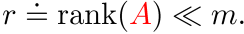 r ≐ rank(A) ≪ m.